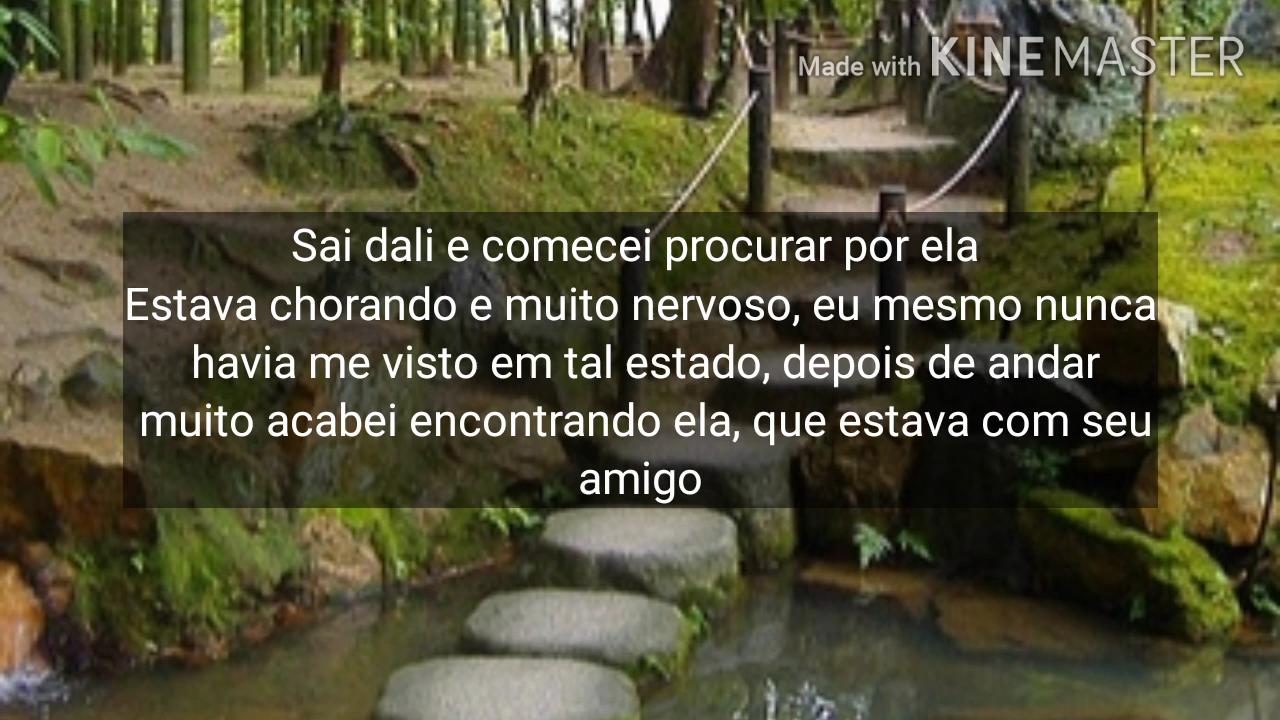 Made with KINEMASTER
Sai dali e comecei procurar por ela
Estava chorando e muito nervoso, eu mesmo nunca
havia me visto em tal estado, depois de andar
muito acabei encontrando ela, que estava com seu
amigo